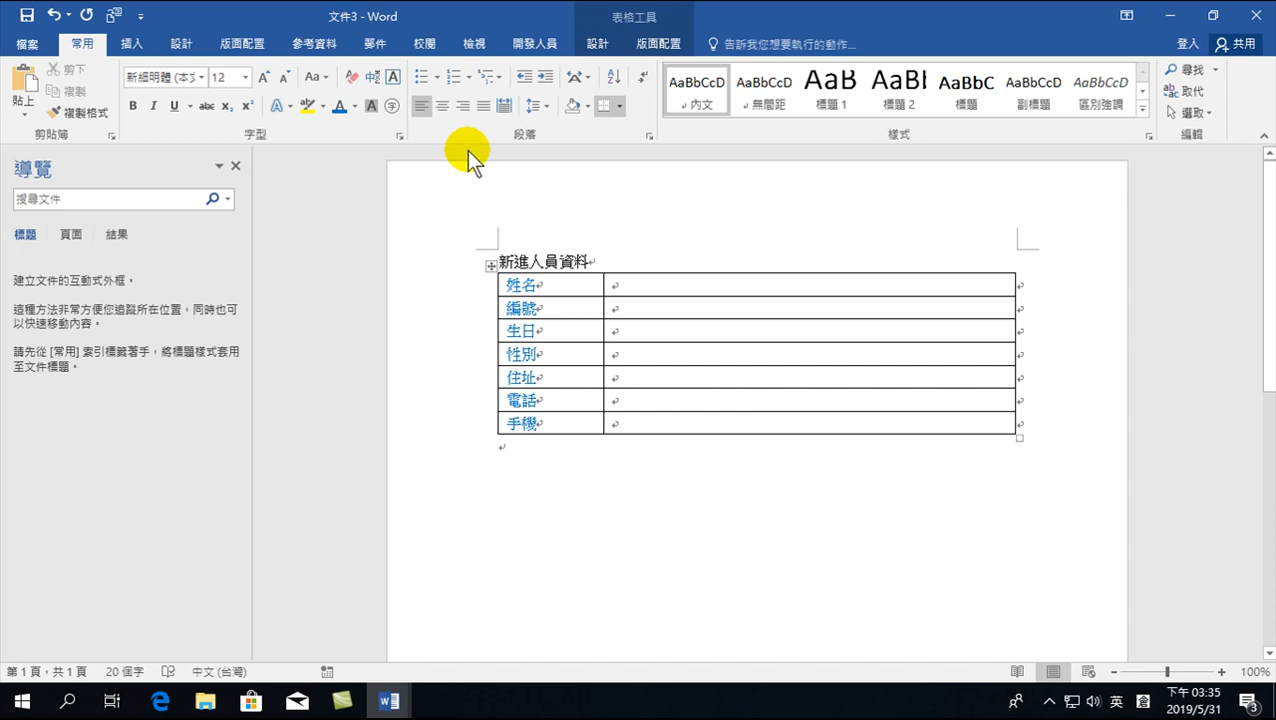 文件3 - Word
表格工具
檔案 常用 插入 設計 版面配置 參考資料 郵件 校閱 檢視 開發人員 設計 版面配置 告訴我您想要執行的動作... 登入 共用
貼上
剪下
複製
複製格式
剪貼簿
新細明體 (本文 12
字型
段落
AaBbCcD
內文
AaBbCcD
無間距
標題 1
標題 2
AaBbC
標題
AaBbCcD
副標題
AaBbCcD
區別強調
樣式
尋找
取代
選取
編輯
導覽
搜尋文件
標題 頁面 結果
建立文件的互動式外框。
這種方法非常方便您追蹤所在位置，同時也可
以快速移動內容。
請先從 [常用] 索引標籤著手，將標題樣式套用
至文件標題。
新進人員資料
姓名
編號
生日
性別
住址
電話
手機
第 1 頁，共 1 頁 20 個字 中文 (台灣) 100%
英 倉 下午 03:35
2019/5/31
3